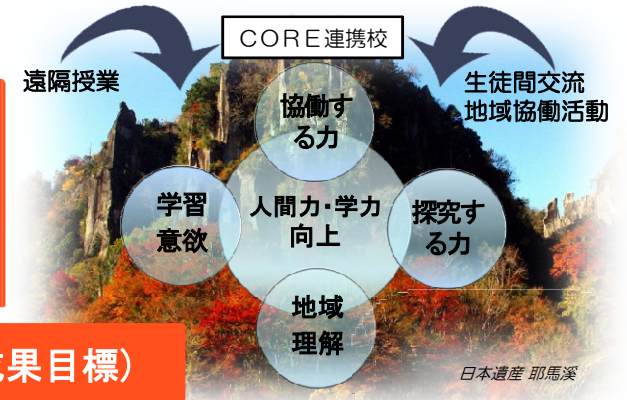 CORE連携校
遠隔授業
生徒間交流
地域協働活動
協働す
る力
学習
意欲
人間力・学力
向上
探究す
る力
地域
理解
果目標）
日本遺産 耶馬溪